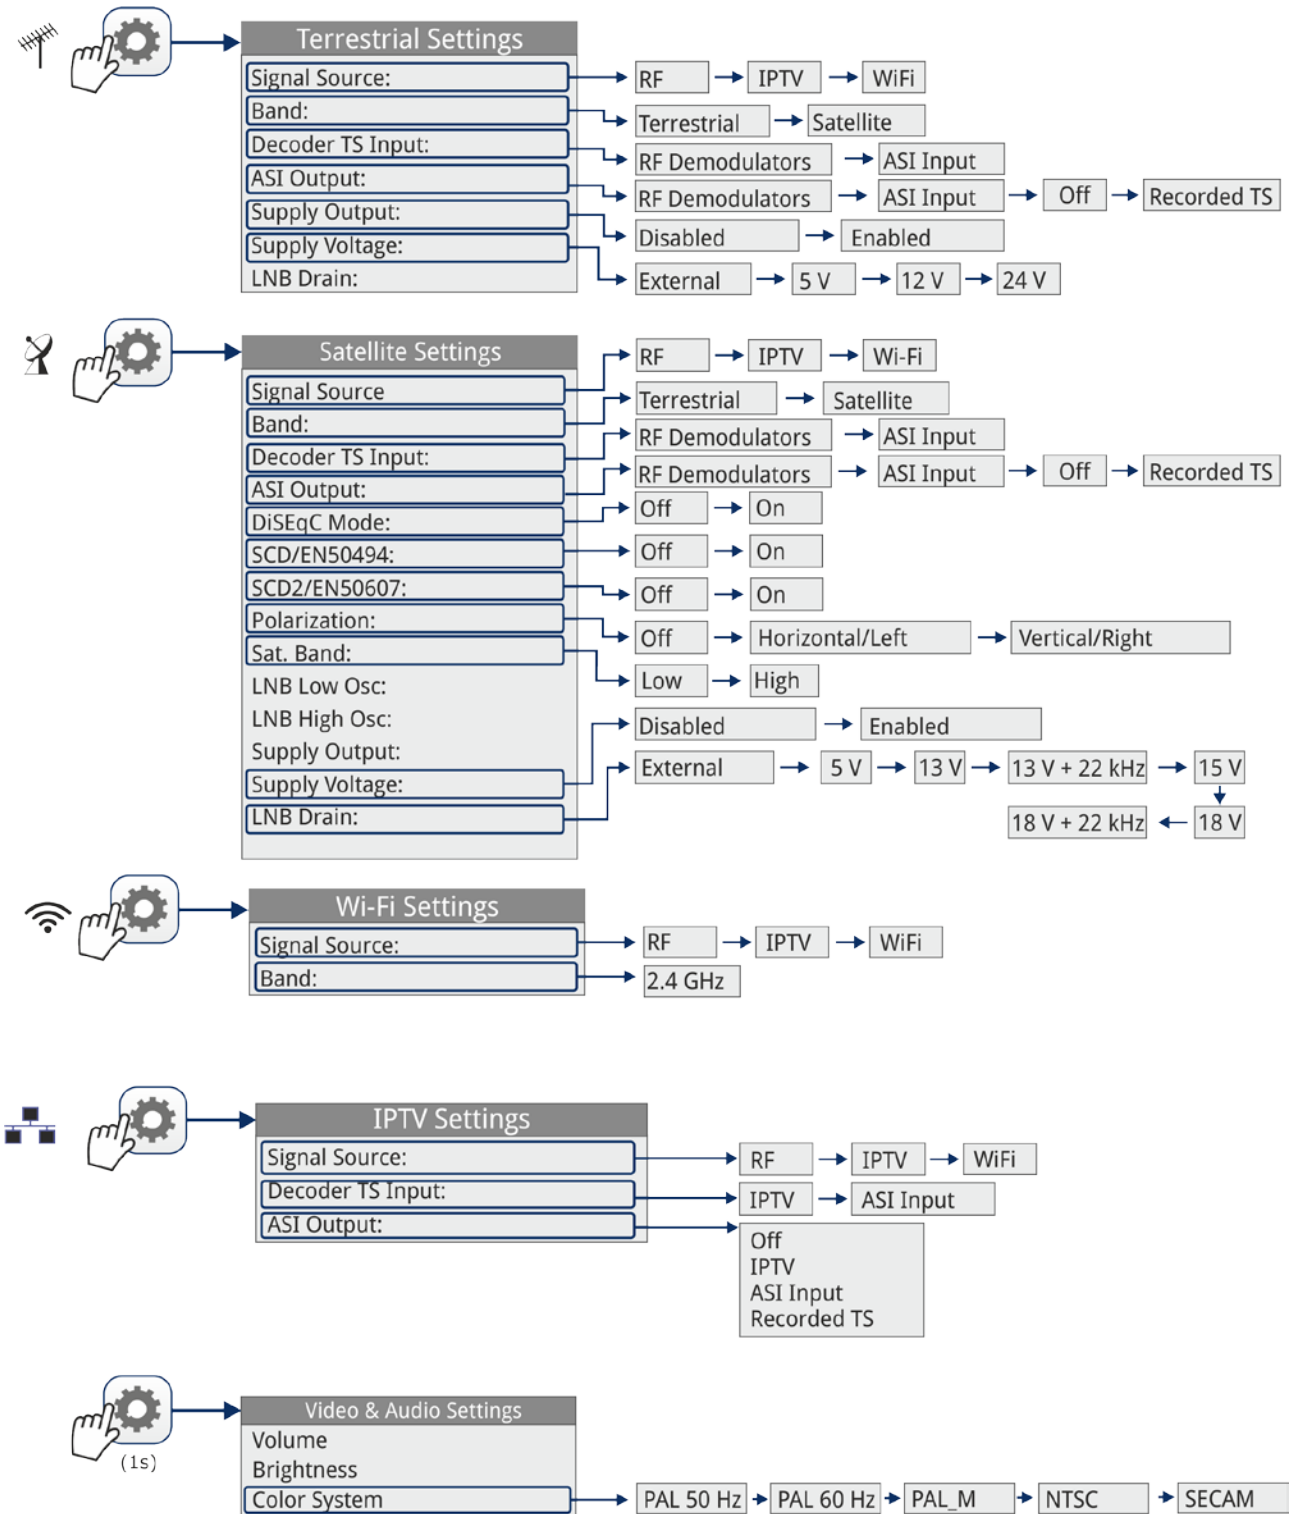 Terrestrial Settings
Signal Source:
RF
IPTV
WiFi
Band:
Terrestrial
Satellite
Decoder TS Input:
RF Demodulators
ASI Input
ASI Output:
RF Demodulators
ASI Input
Off
Recorded TS
Supply Output:
Disabled
Enabled
Supply Voltage:
External
5 V
12 V
24 V
LNB Drain:
Satellite Settings
Signal Source
RF
IPTV
Wi-Fi
Band:
Terrestrial
Satellite
Decoder TS Input:
RF Demodulators
ASI Input
ASI Output:
RF Demodulators
ASI Input
Off
Recorded TS
DiSEqC Mode:
Off
On
SCD/EN50494:
Off
On
SCD2/EN50607:
Off
On
Polarization:
Off
Horizontal/Left
Vertical/Right
Sat. Band:
Low
High
LNB Low Osc:
LNB High Osc:
Supply Output:
Supply Voltage:
Disabled
Enabled
LNB Drain:
External
5 V
13 V
13 V + 22 kHz
15 V
18 V
18 V + 22 kHz
Wi-Fi Settings
Signal Source:
RF
IPTV
WiFi
Band:
2.4 GHz
IPTV Settings
Signal Source:
RF
IPTV
WiFi
Decoder TS Input:
IPTV
ASI Input
ASI Output:
Off
IPTV
ASI Input
Recorded TS
(1s)
Video & Audio Settings
Volume
Brightness
Color System
PAL 50 Hz
PAL 60 Hz
PAL_M
NTSC
SECAM